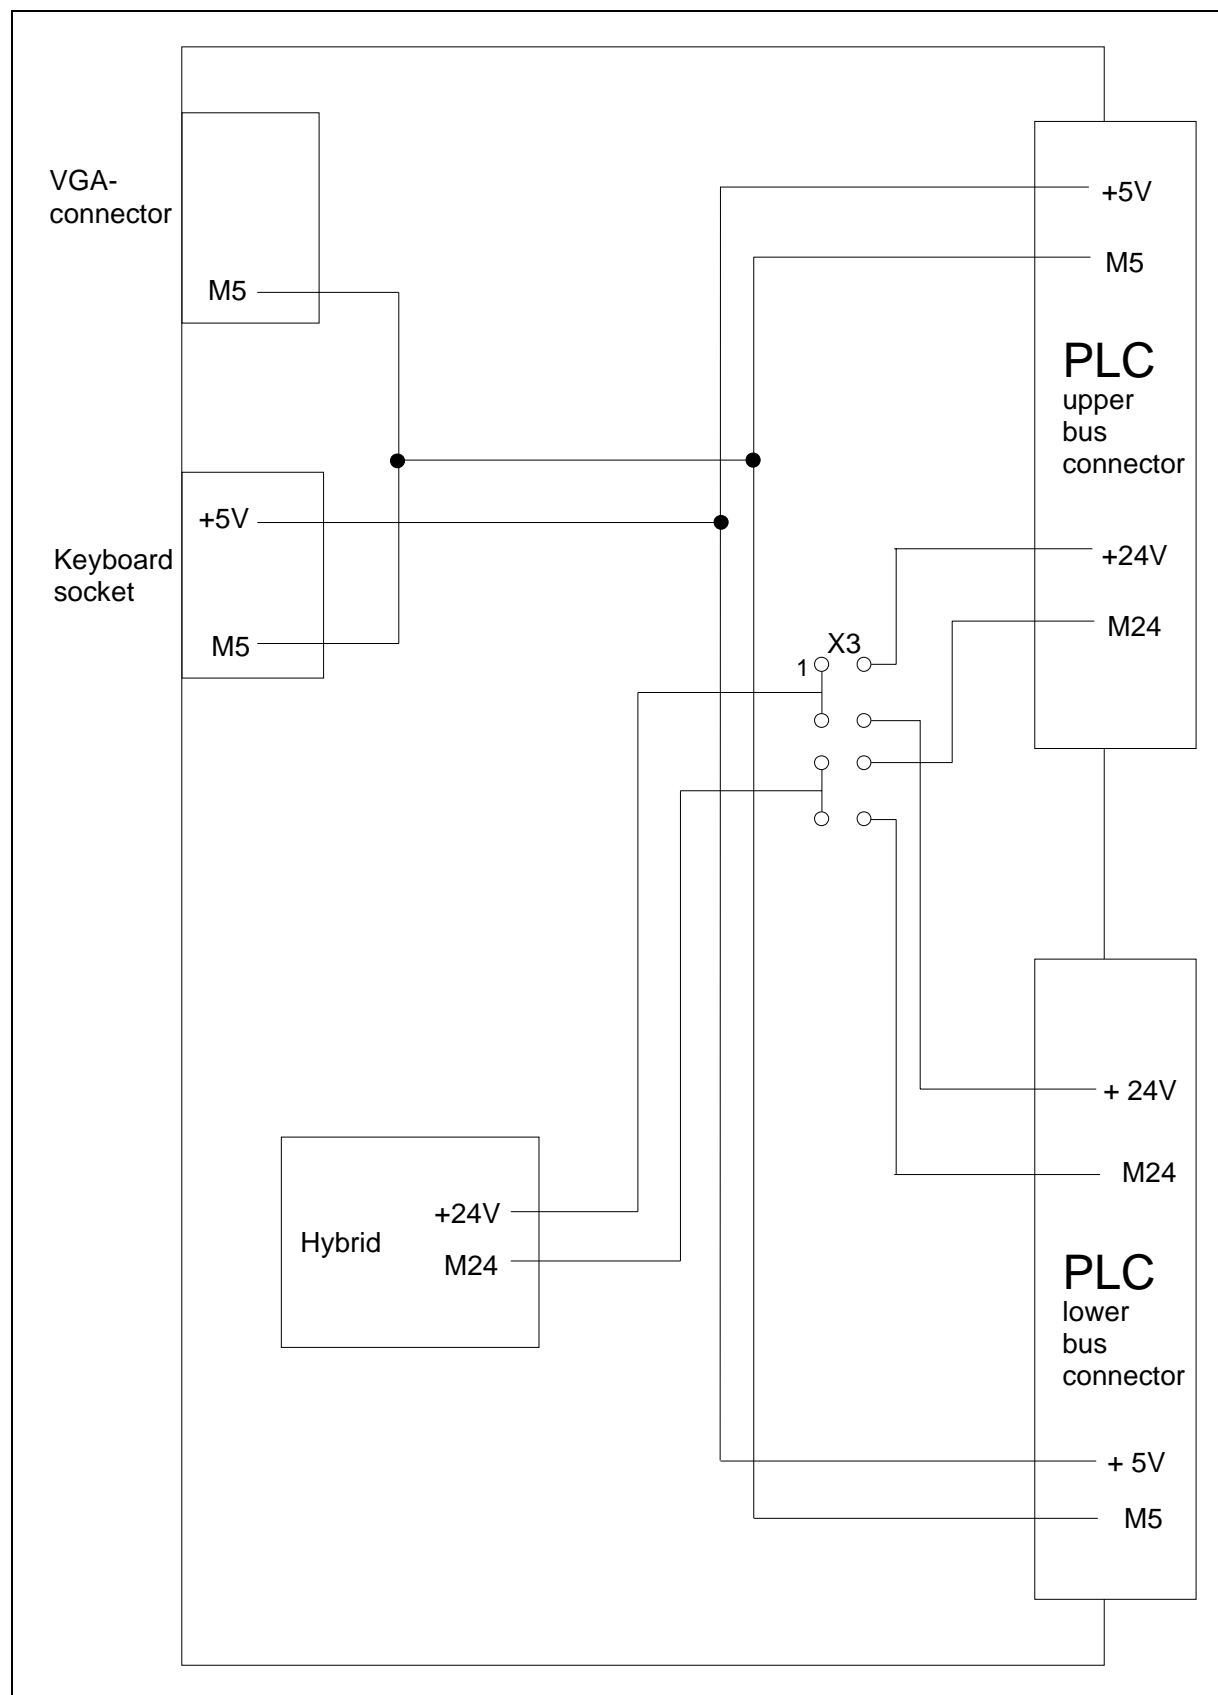 VGA-
connector
M5
+5V
Keyboard
socket
M5
+5V
M5
PLC
upper
bus
connector
+24V
M24
X3
1
Hybrid
+24V
M24
+ 24V
M24
PLC
lower
bus
connector
+ 5V
M5